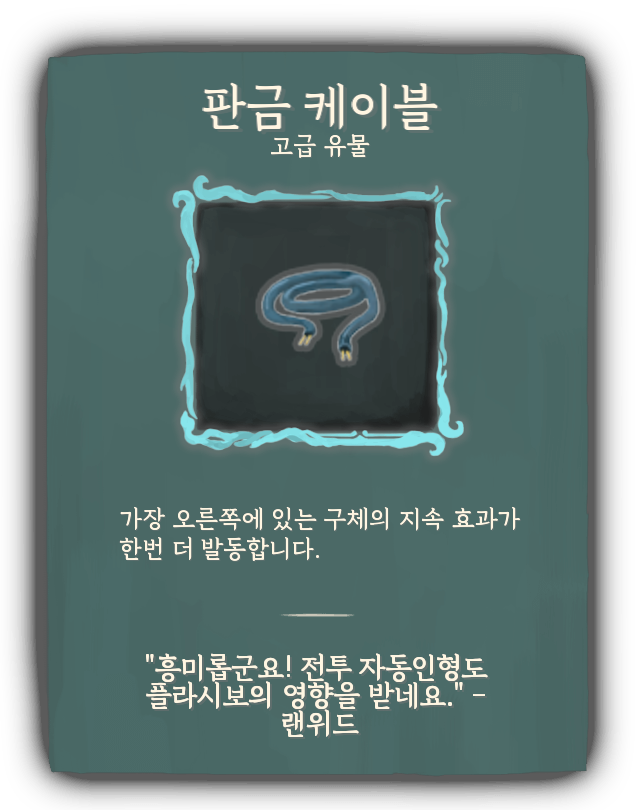 판금 케이블
고급 유물
가장 오른쪽에 있는 구체의 지속 효과가
한번 더 발동합니다.
"흥미롭군요! 전투 자동인형도
플라시보의 영향을 받네요." -
랜위드